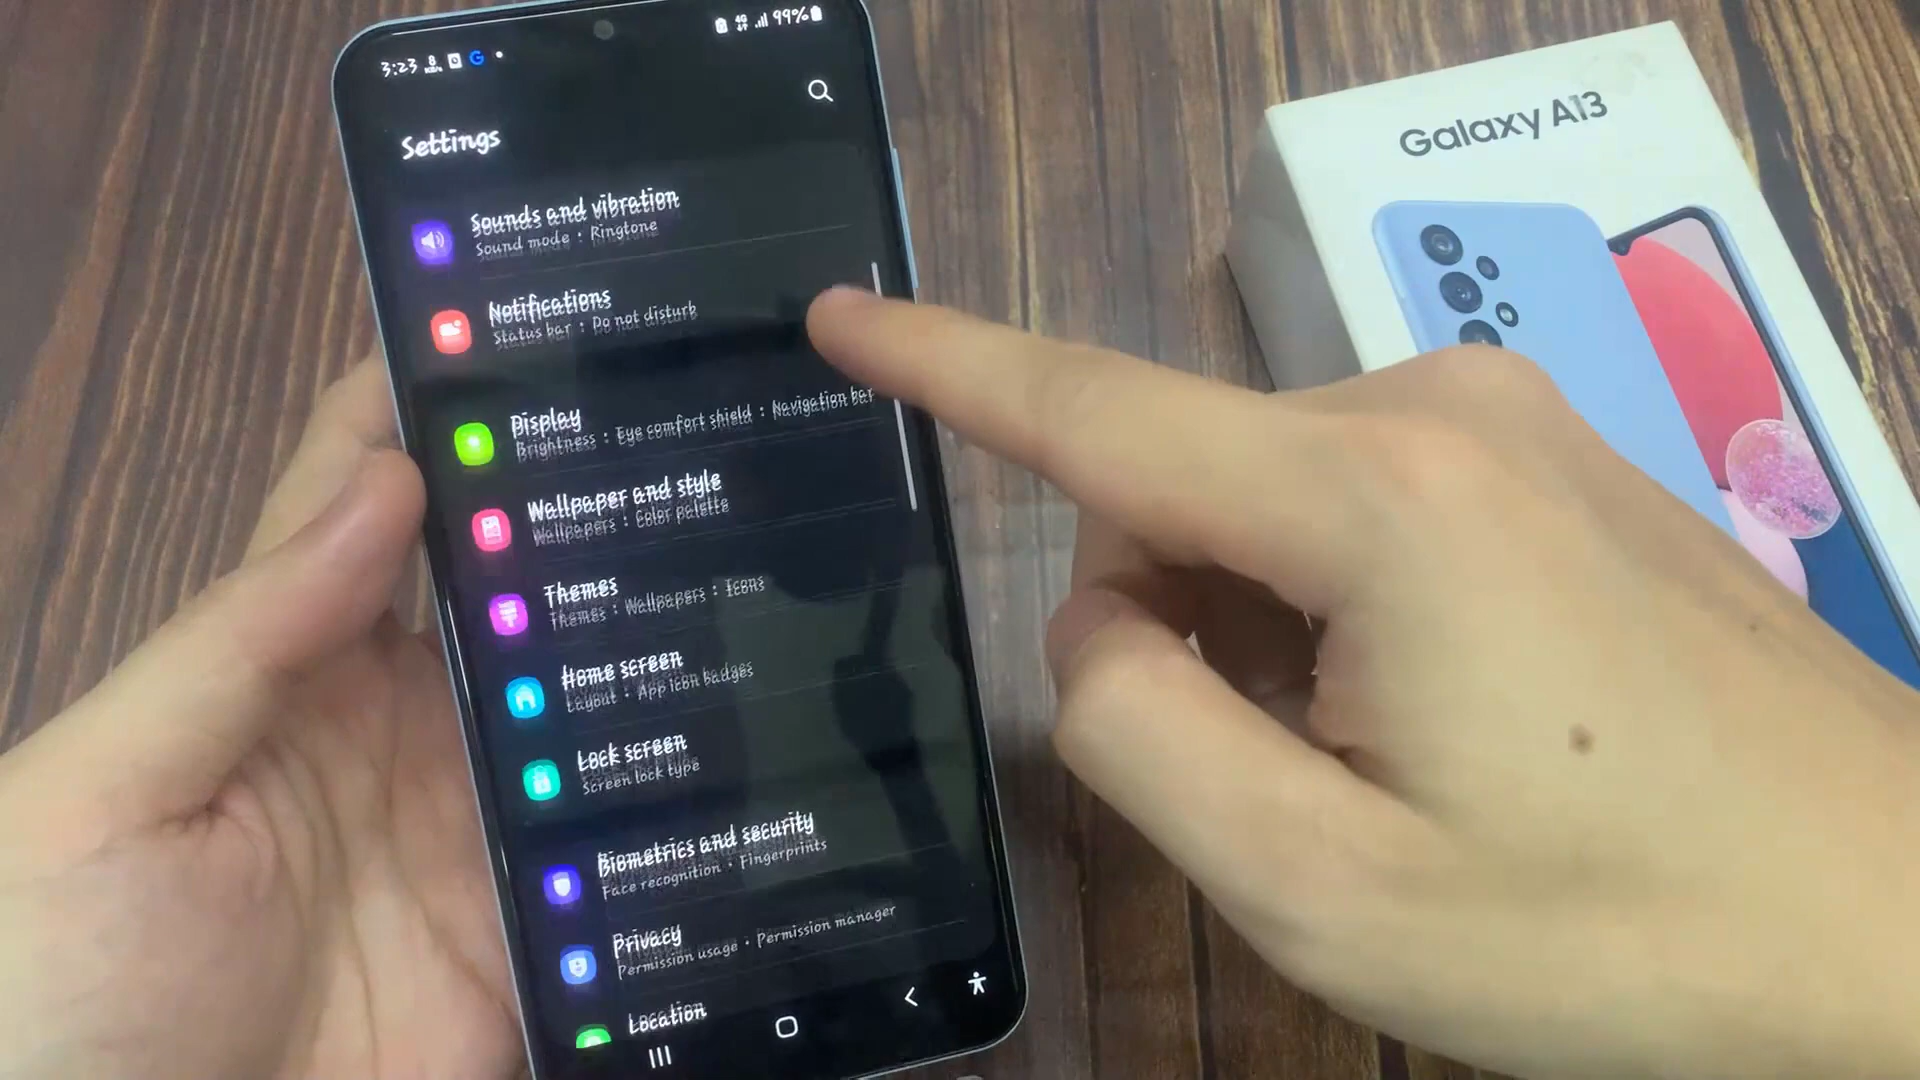 3:23 8 KB/s G
4G 99%
Settings
Sounds and vibration
Sound mode • Ringtone
Notifications
Status bar • Do not disturb
Display
Brightness • Eye comfort shield • Navigation bar
Wallpaper and style
Wallpapers • Color palette
Themes
Themes • Wallpapers • Icons
Home screen
Layout • App icon badges
Lock screen
Screen lock type
Biometrics and security
Face recognition • Fingerprints
Privacy
Permission usage • Permission manager
Location
Galaxy A13